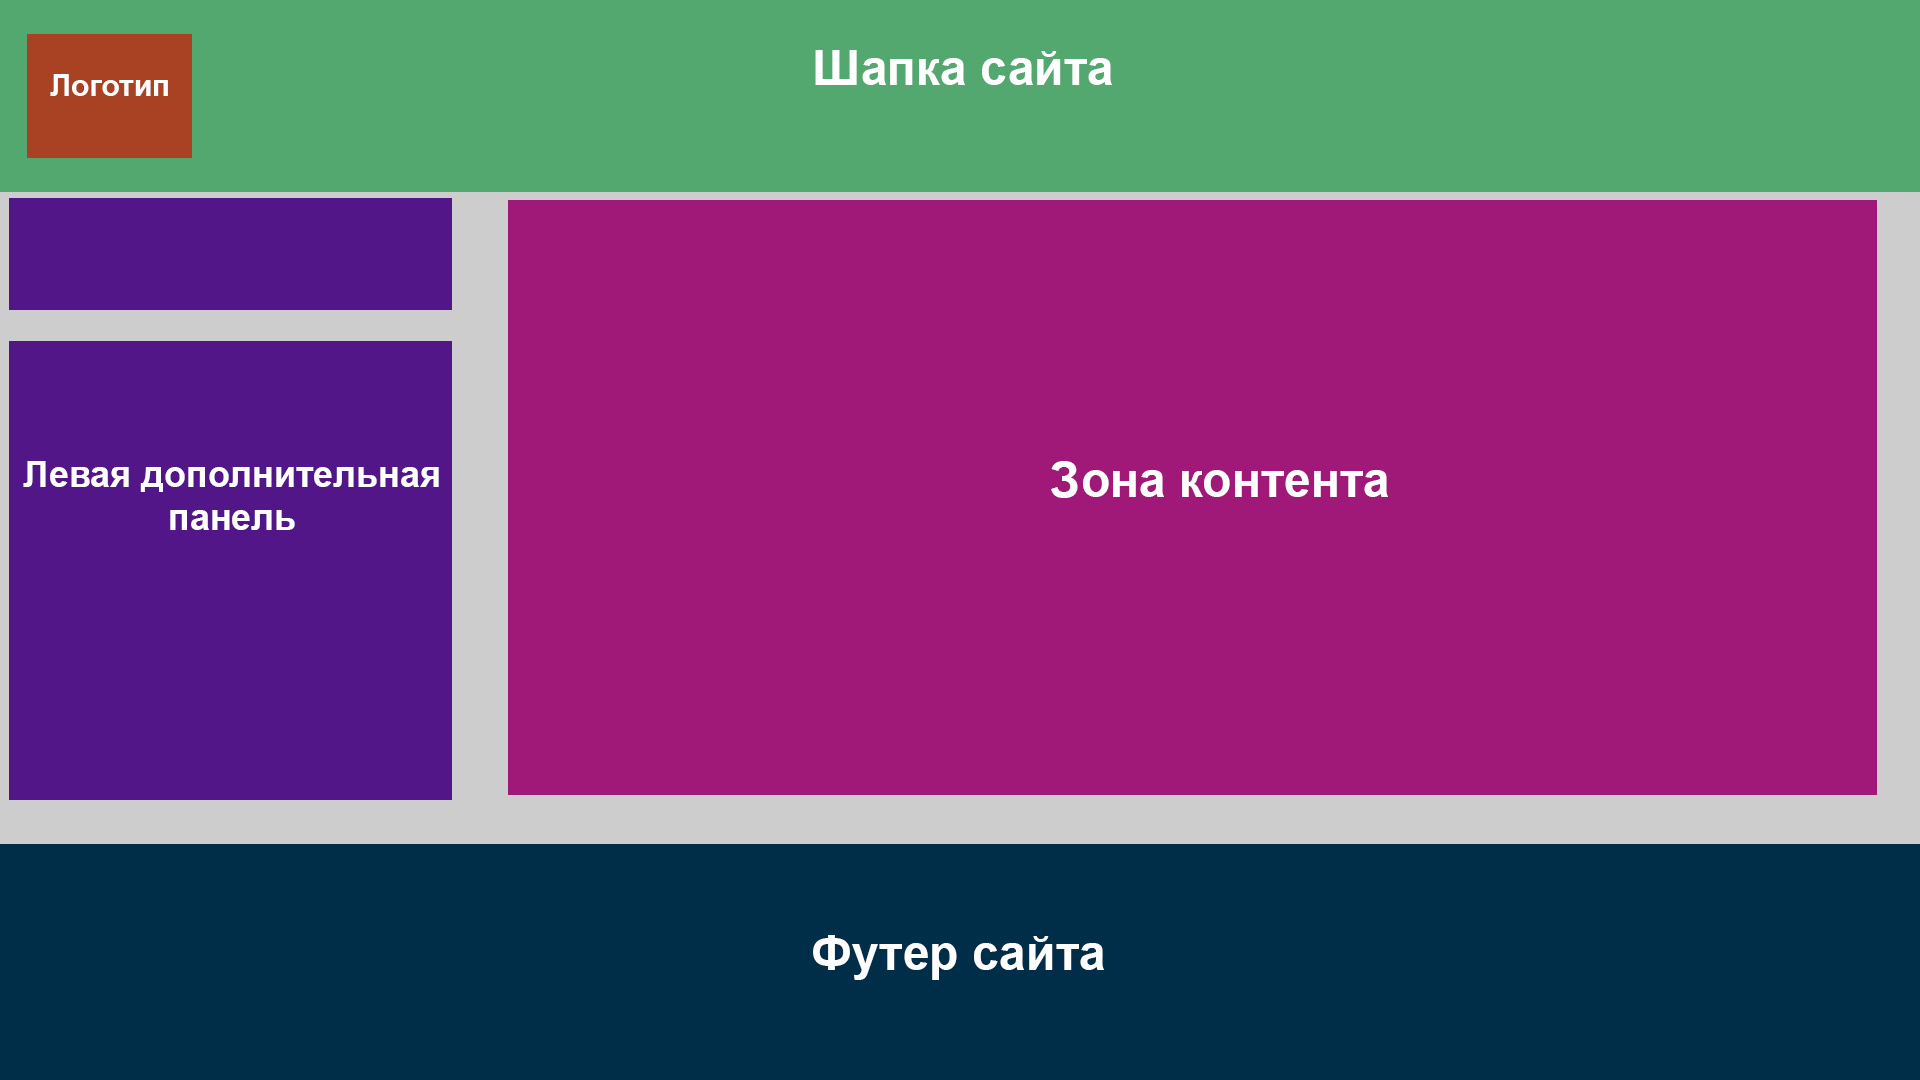 Шапка сайта
Логотип
Левая дополнительная
панель
Зона контента
Футер сайта